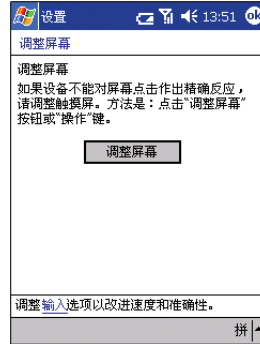 设置 13:51 ok
调整屏幕
调整屏幕
如果设备不能对屏幕点击作出精确反应，
请调整触摸屏。方法是：点击“调整屏幕”
按钮或“操作”键。
调整屏幕
调整输入选项以改进速度和准确性。
拼